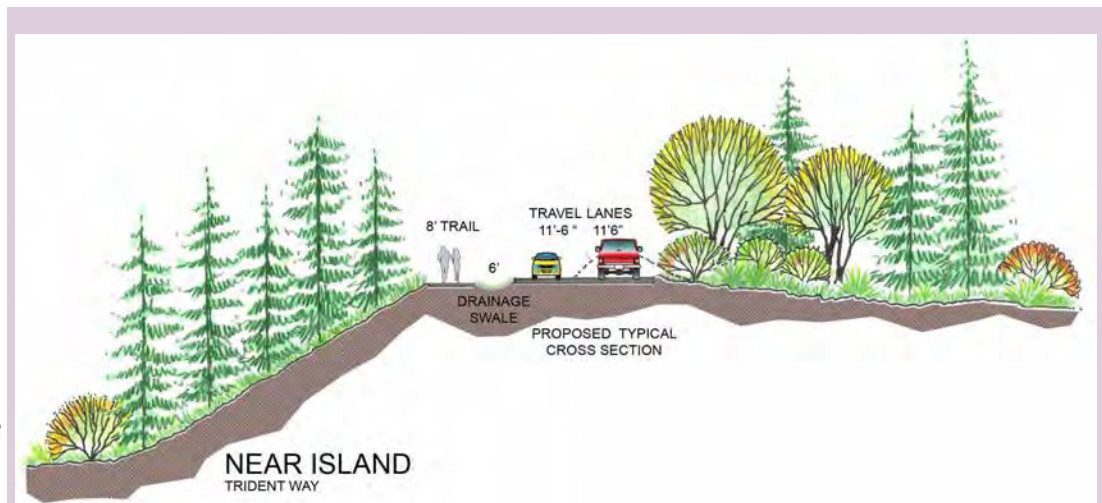 8' TRAIL
6'
TRAVEL LANES
11'-6 " 11'6"
DRAINAGE
SWALE
PROPOSED TYPICAL
CROSS SECTION
NEAR ISLAND
TRIDENT WAY